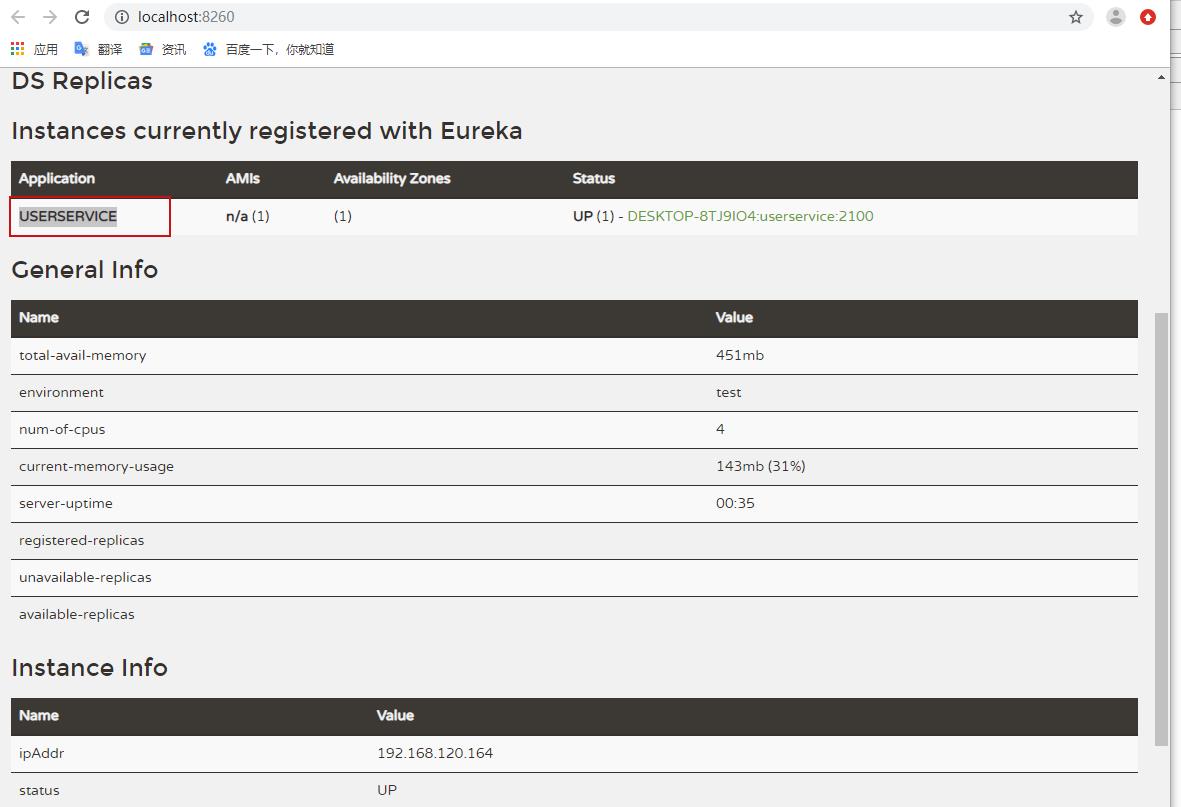 localhost:8260
应用 翻译 资讯 百度一下，你就知道
DS Replicas
Instances currently registered with Eureka
Application AMIs Availability Zones Status
USERSERVICE n/a (1) (1) UP (1) - DESKTOP-8TJ9IO4:userservice:2100
General Info
Name Value
total-avail-memory 451mb
environment test
num-of-cpus 4
current-memory-usage 143mb (31%)
server-uptime 00:35
registered-replicas
unavailable-replicas
available-replicas
Instance Info
Name Value
ipAddr 192.168.120.164
status UP